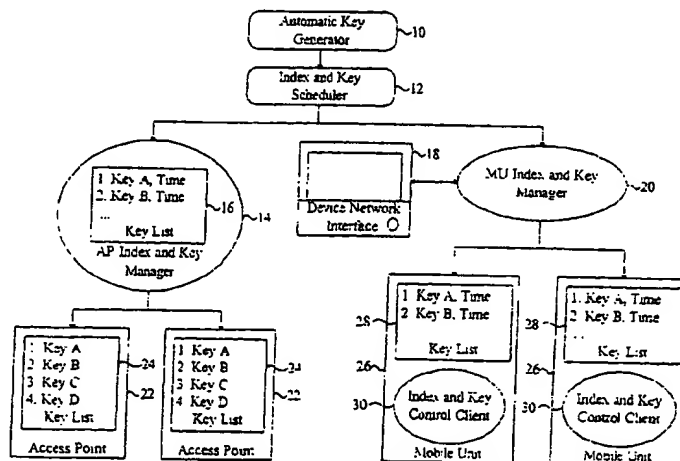 Automatic Key
Generator
10
Index and Key
Scheduler
12
18
1. Key A, Time
2. Key B, Time
...
Key List
16
14
AP Index and Key
Manager
Device Network
Interface
MU Index and Key
Manager
20
1 Key A
2 Key B
3 Key C
4. Key D
Key List
24
22
Access Point
1 Key A
2 Key B
3 Key C
4 Key D
Key List
24
22
Access Point
28
26
1 Key A, Time
2 Key B, Time
Key List
30
Index and Key
Control Client
Mobile Unit
28
26
1 Key A, Time
2 Key B, Time
...
Key List
30
Index and Key
Control Client
Mobile Unit